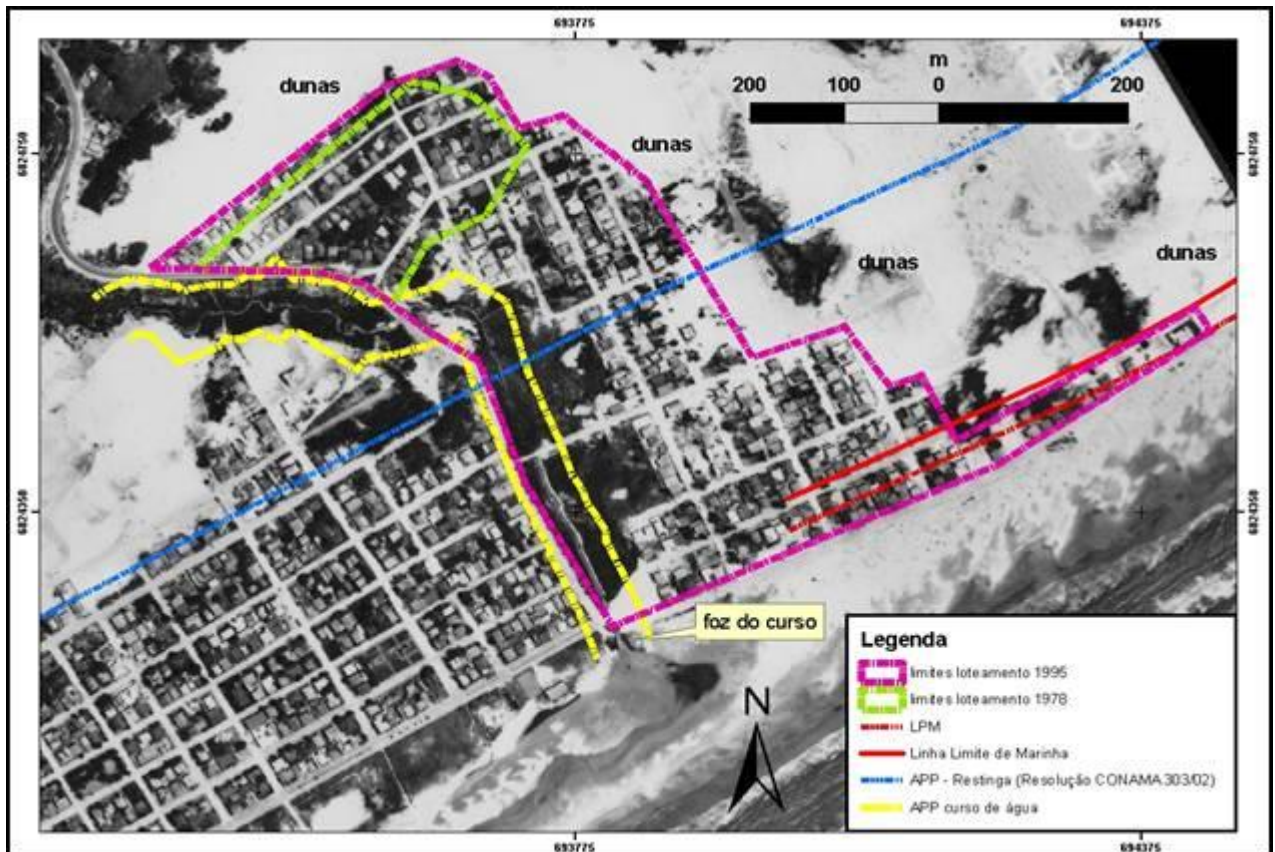 693775
694375
dunas
m
200 100 0 200
dunas
6824750
6824750
dunas
dunas
6824350
6824350
foz do curso
N
Legenda
limites loteamento 1995
limites loteamento 1978
LPM
Linha Limite de Marinha
APP - Restinga (Resolução CONAMA 303/02)
APP curso de água
693775
694375